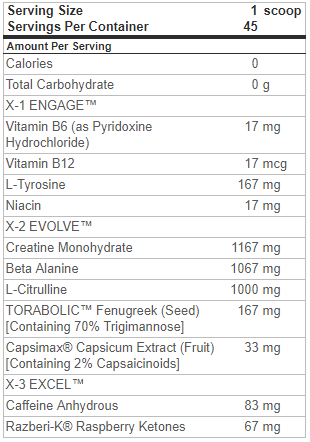 Serving Size 1 scoop
Servings Per Container 45
Amount Per Serving
Calories 0
Total Carbohydrate 0 g
X-1 ENGAGE™
Vitamin B6 (as Pyridoxine 17 mg
Hydrochloride)
Vitamin B12 17 mcg
L-Tyrosine 167 mg
Niacin 17 mg
X-2 EVOLVE™
Creatine Monohydrate 1167 mg
Beta Alanine 1067 mg
L-Citrulline 1000 mg
TORABOLIC™ Fenugreek (Seed) 167 mg
[Containing 70% Trigimannose]
Capsimax® Capsicum Extract (Fruit) 33 mg
[Containing 2% Capsaicinoids]
X-3 EXCEL™
Caffeine Anhydrous 83 mg
Razberi-K® Raspberry Ketones 67 mg